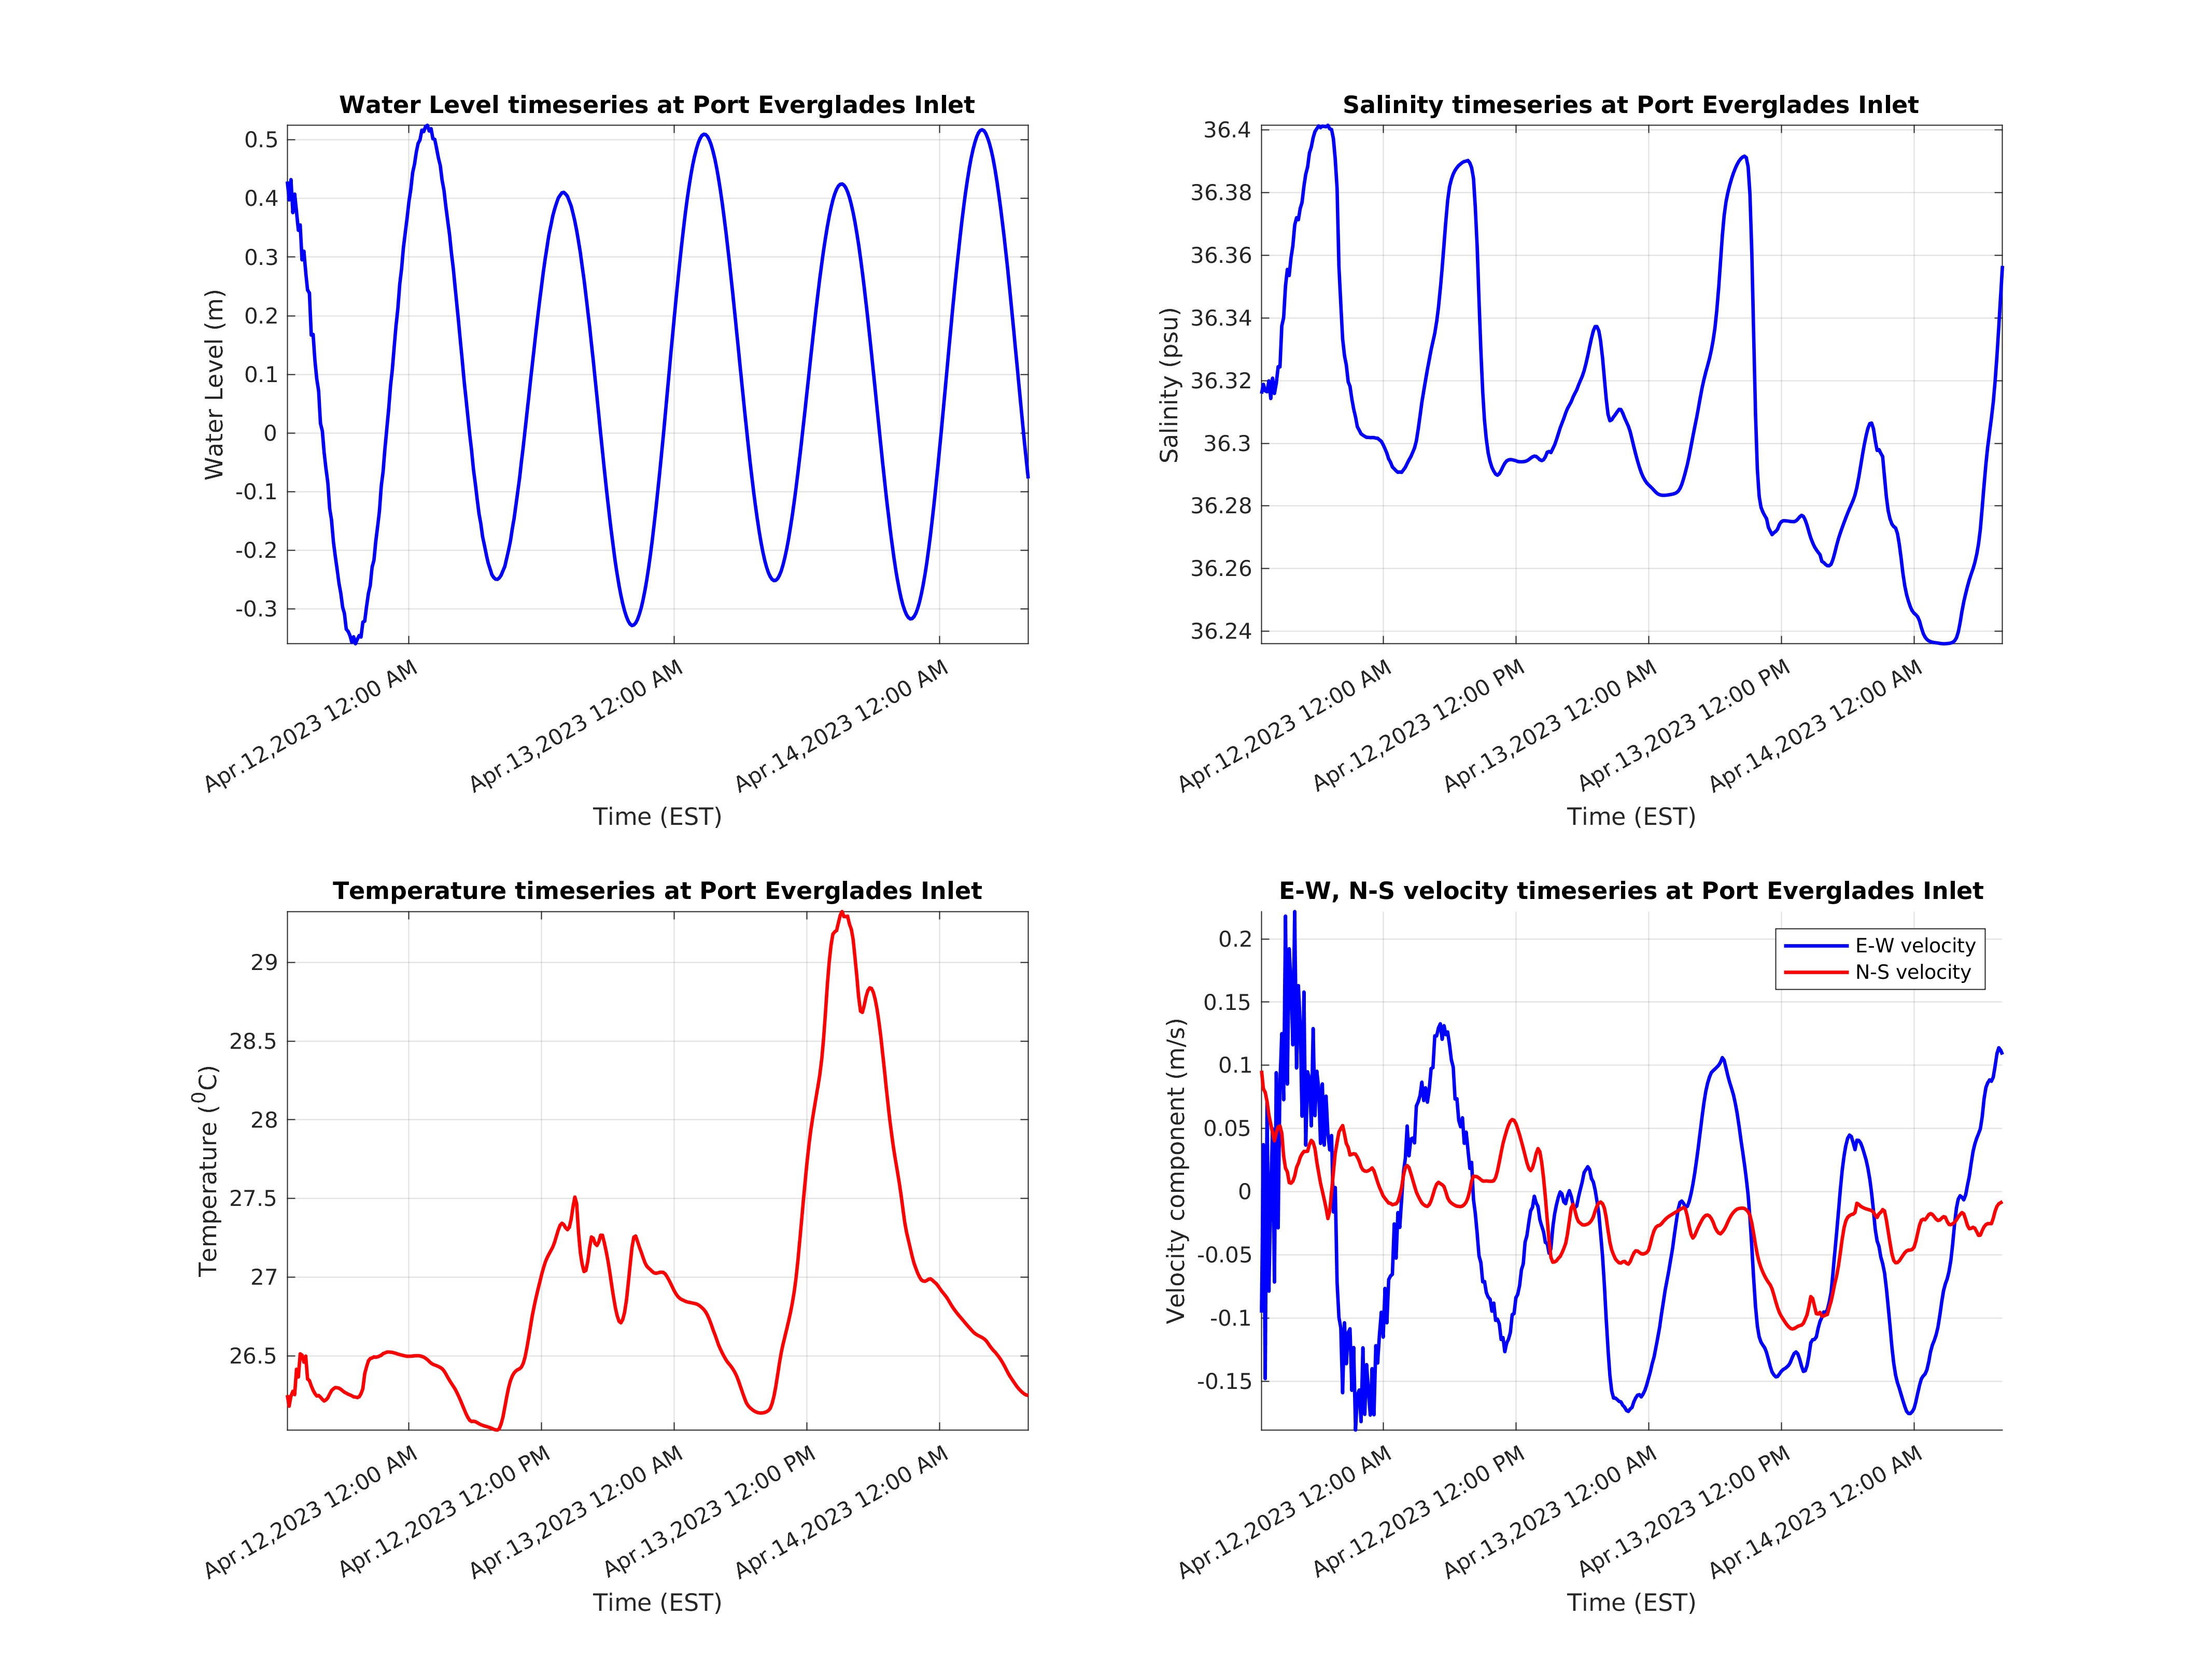 Water Level timeseries at Port Everglades Inlet
0.5
0.4
0.3
0.2
0.1
0
-0.1
-0.2
-0.3
Water Level (m)
Apr.12,2023 12:00 AM
Apr.13,2023 12:00 AM
Apr.14,2023 12:00 AM
Time (EST)
Salinity timeseries at Port Everglades Inlet
36.4
36.38
36.36
36.34
36.32
36.3
36.28
36.26
36.24
Salinity (psu)
Apr.12,2023 12:00 AM
Apr.12,2023 12:00 PM
Apr.13,2023 12:00 AM
Apr.13,2023 12:00 PM
Apr.14,2023 12:00 AM
Time (EST)
Temperature timeseries at Port Everglades Inlet
29
28.5
28
27.5
27
26.5
Temperature (⁰C)
Apr.12,2023 12:00 AM
Apr.12,2023 12:00 PM
Apr.13,2023 12:00 AM
Apr.13,2023 12:00 PM
Apr.14,2023 12:00 AM
Time (EST)
E-W, N-S velocity timeseries at Port Everglades Inlet
E-W velocity
N-S velocity
0.2
0.15
0.1
0.05
0
-0.05
-0.1
-0.15
Velocity component (m/s)
Apr.12,2023 12:00 AM
Apr.12,2023 12:00 PM
Apr.13,2023 12:00 AM
Apr.13,2023 12:00 PM
Apr.14,2023 12:00 AM
Time (EST)